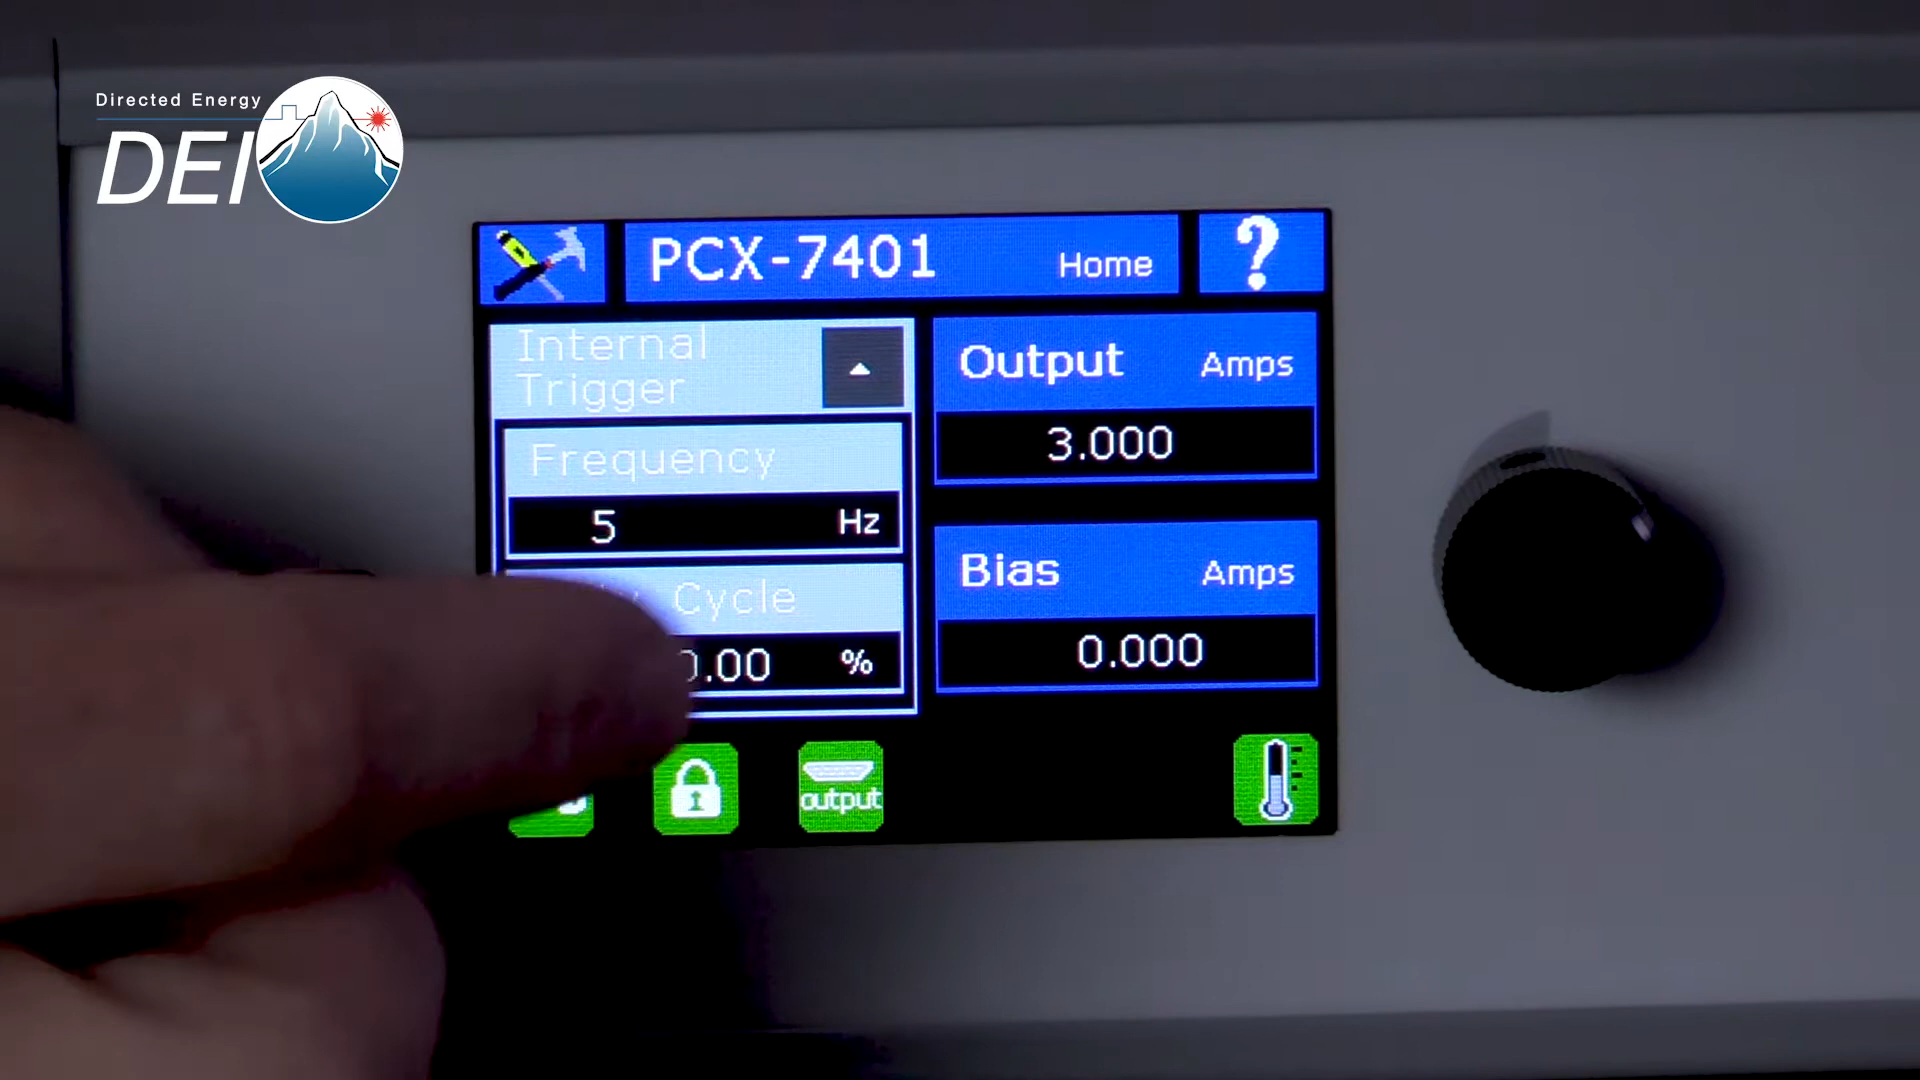 Directed Energy
DEI
PCX-7401 Home
?
Internal
Trigger
Frequency
5 Hz
Cycle
.00 %
Output Amps
3.000
Bias Amps
0.000
output